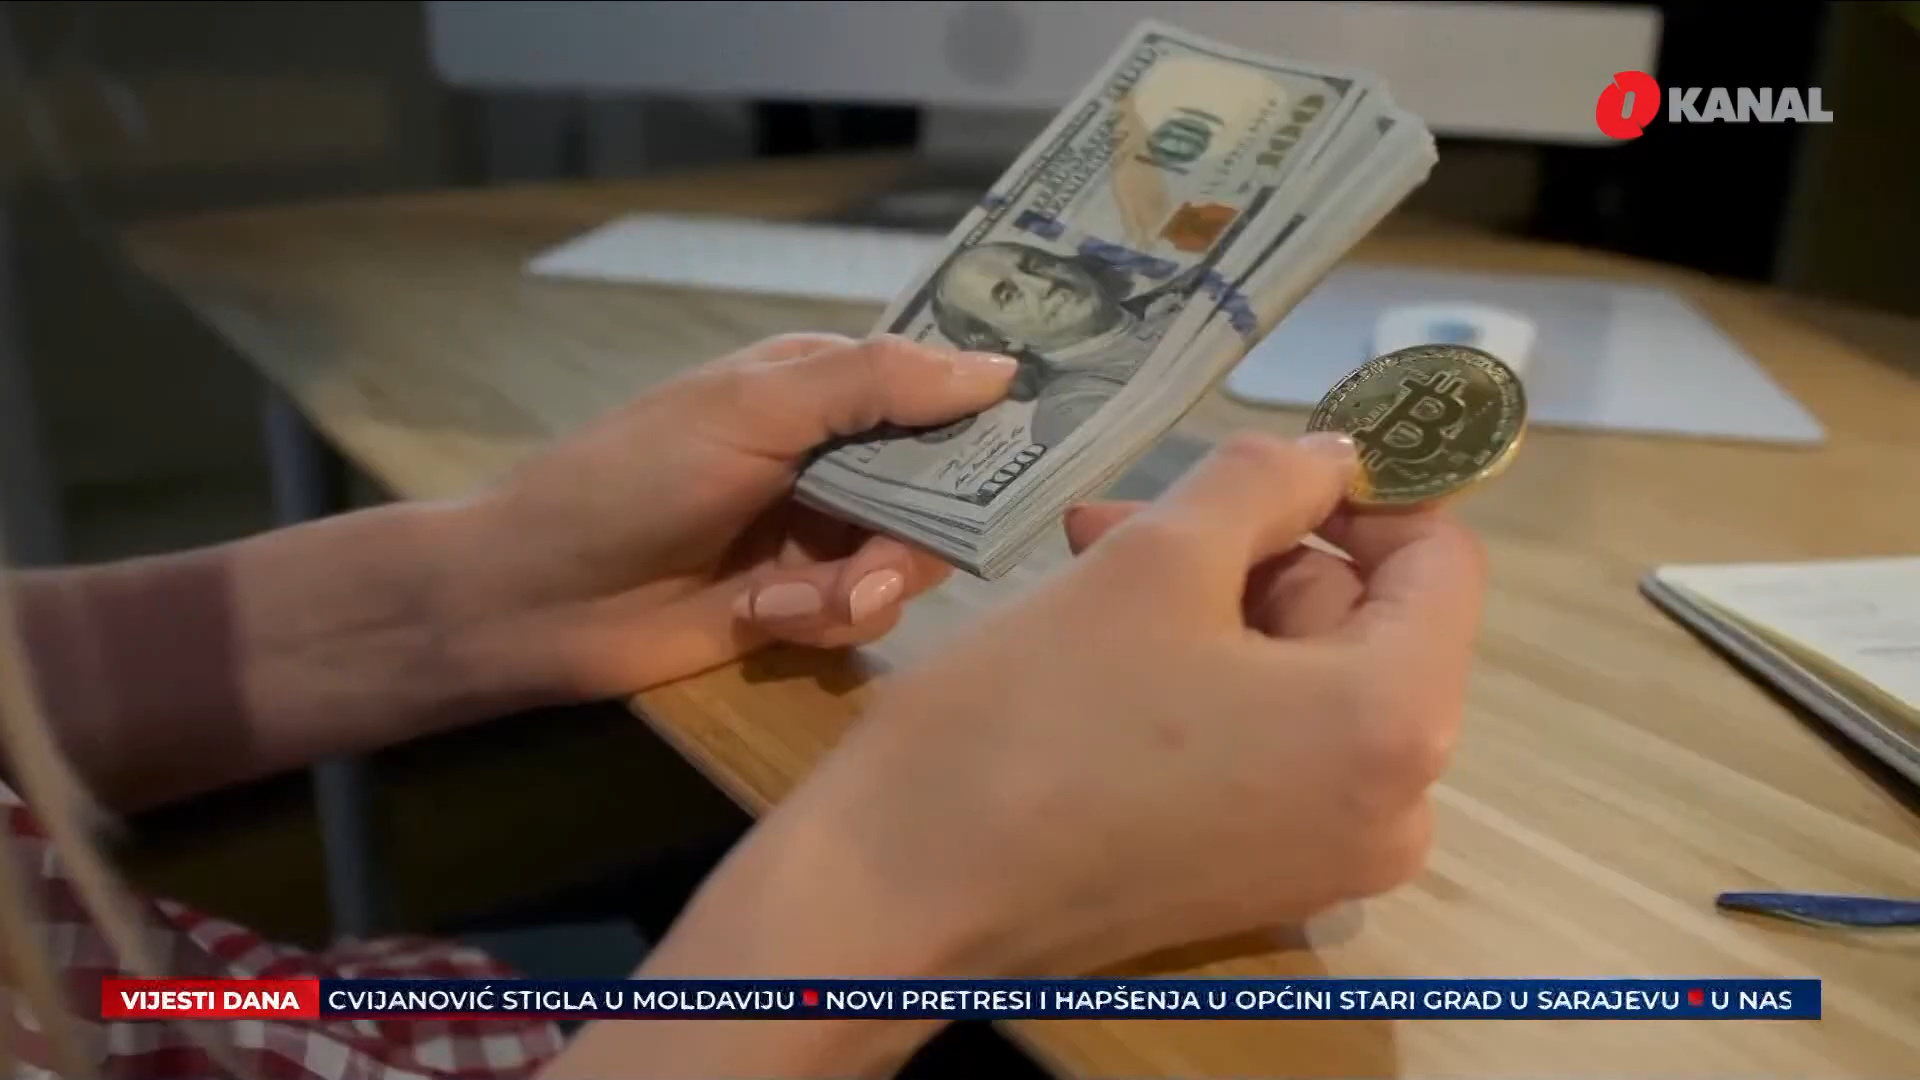 O KANAL
100
100
VIJESTI DANA CVIJANOVIĆ STIGLA U MOLDAVIJU NOVI PRETRESI I HAPŠENJA U OPĆINI STARI GRAD U SARAJEVU U NAS